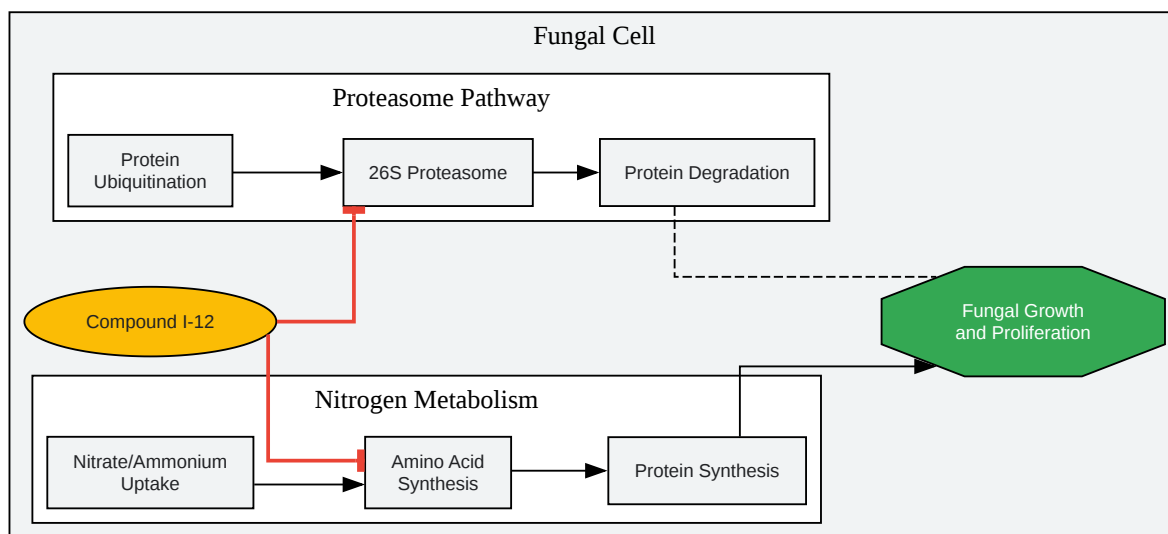 Fungal Cell
Proteasome Pathway
Protein
Ubiquitination
26S Proteasome
Protein Degradation
Compound I-12
Fungal Growth
and Proliferation
Nitrogen Metabolism
Nitrate/Ammonium
Uptake
Amino Acid
Synthesis
Protein Synthesis